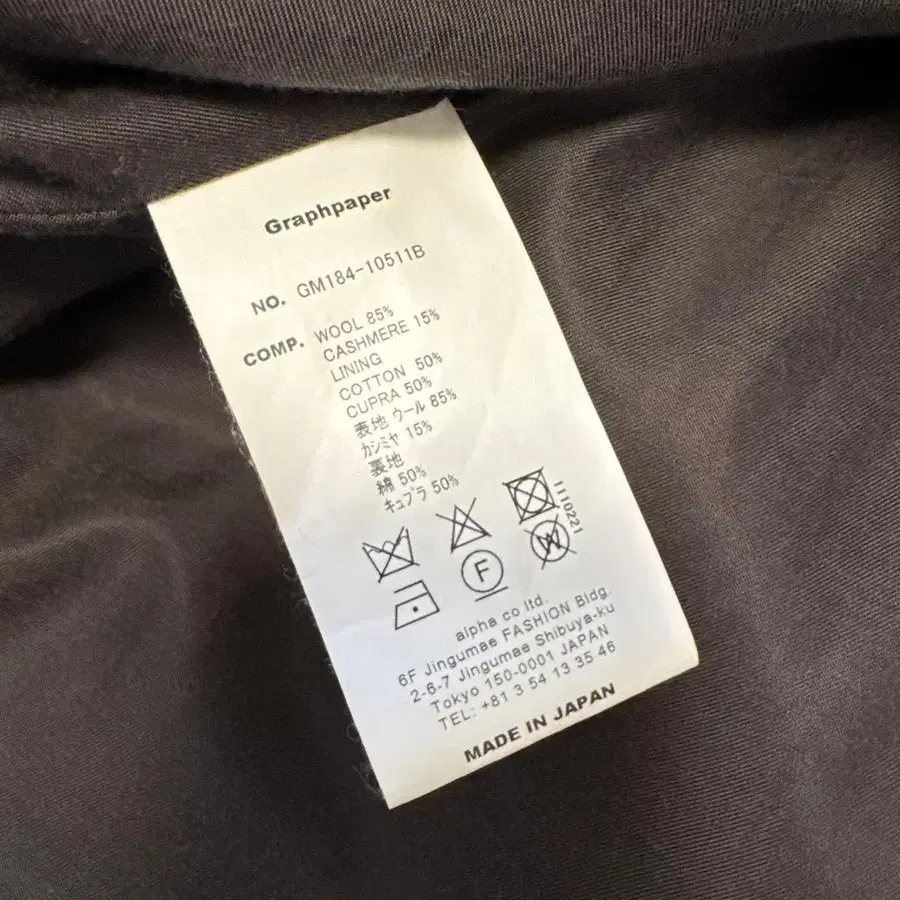 Graphpaper
NO. GM184-10511B
COMP. WOOL 85%
CASHMERE 15%
LINING
COTTON 50%
CUPRA 50%
表地 ウール 85%
カシミヤ 15%
裏地
綿 50%
キュプラ 50%
1110221
W
F
alpha co ltd.
6F Jingumae FASHION Bldg.
2-6-7 Jingumae Shibuya-ku
Tokyo 150-0001 JAPAN
TEL: +81 3 54 13 35 46
MADE IN JAPAN